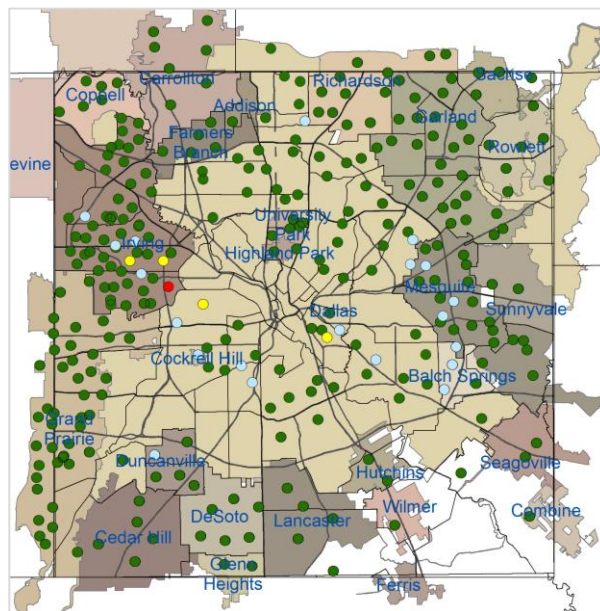 Coppell
Carrollton
Richardson
Sachse
Addison
Garland
Farmers
Branch
Rowlett
evine
University
Park
Irving
Highland Park
Mesquite
Dallas
Sunnyvale
Cockrell Hill
Balch Springs
Grand
Prairie
Duncanville
Hutchins
Seagoville
DeSoto
Lancaster
Wilmer
Combine
Cedar Hill
Glenn
Heights
Ferris